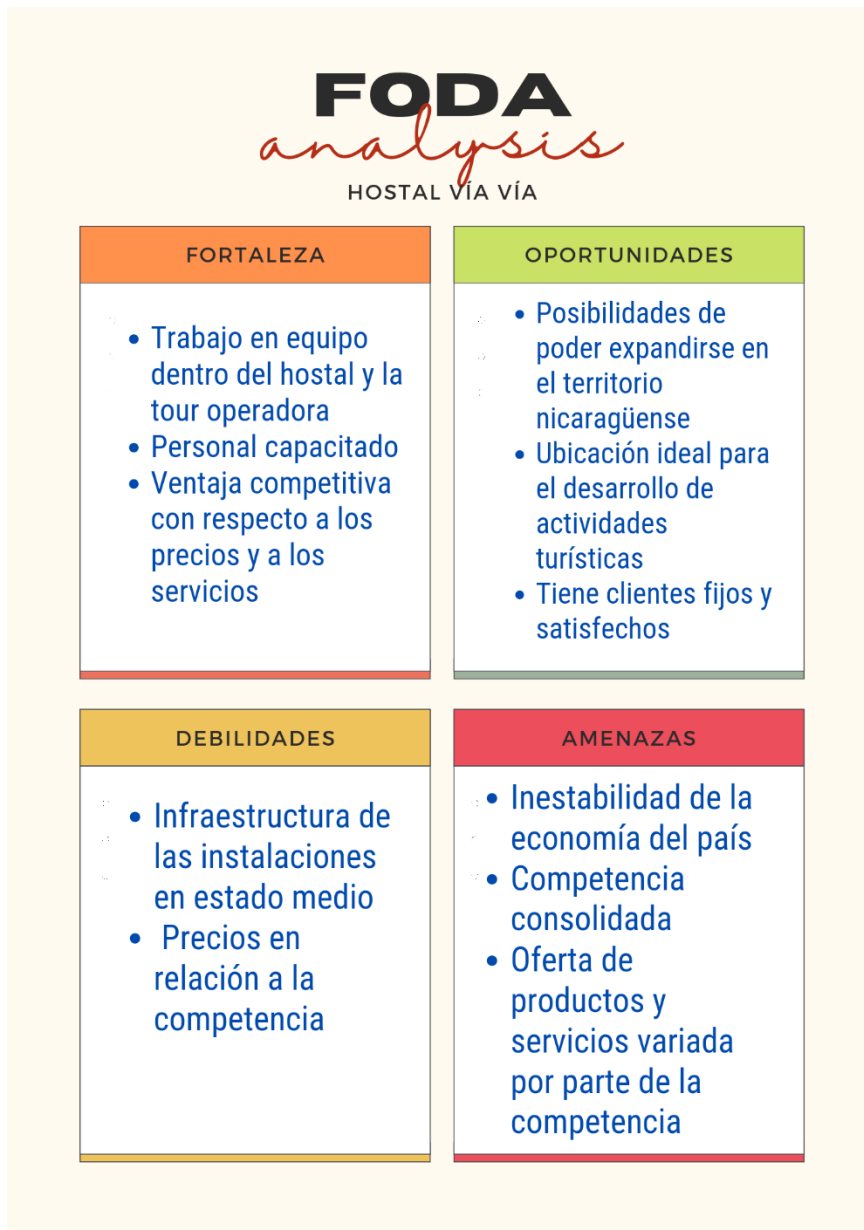 FODA
analysis
HOSTAL VÍA VÍA
FORTALEZA
• Trabajo en equipo
dentro del hostal y la
tour operadora
• Personal capacitado
• Ventaja competitiva
con respecto a los
precios y a los
servicios
OPORTUNIDADES
• Posibilidades de
poder expandirse en
el territorio
nicaragüense
• Ubicación ideal para
el desarrollo de
actividades
turísticas
• Tiene clientes fijos y
satisfechos
DEBILIDADES
• Infraestructura de
las instalaciones
en estado medio
• Precios en
relación a la
competencia
AMENAZAS
• Inestabilidad de la
economía del país
• Competencia
consolidada
• Oferta de
productos y
servicios variada
por parte de la
competencia